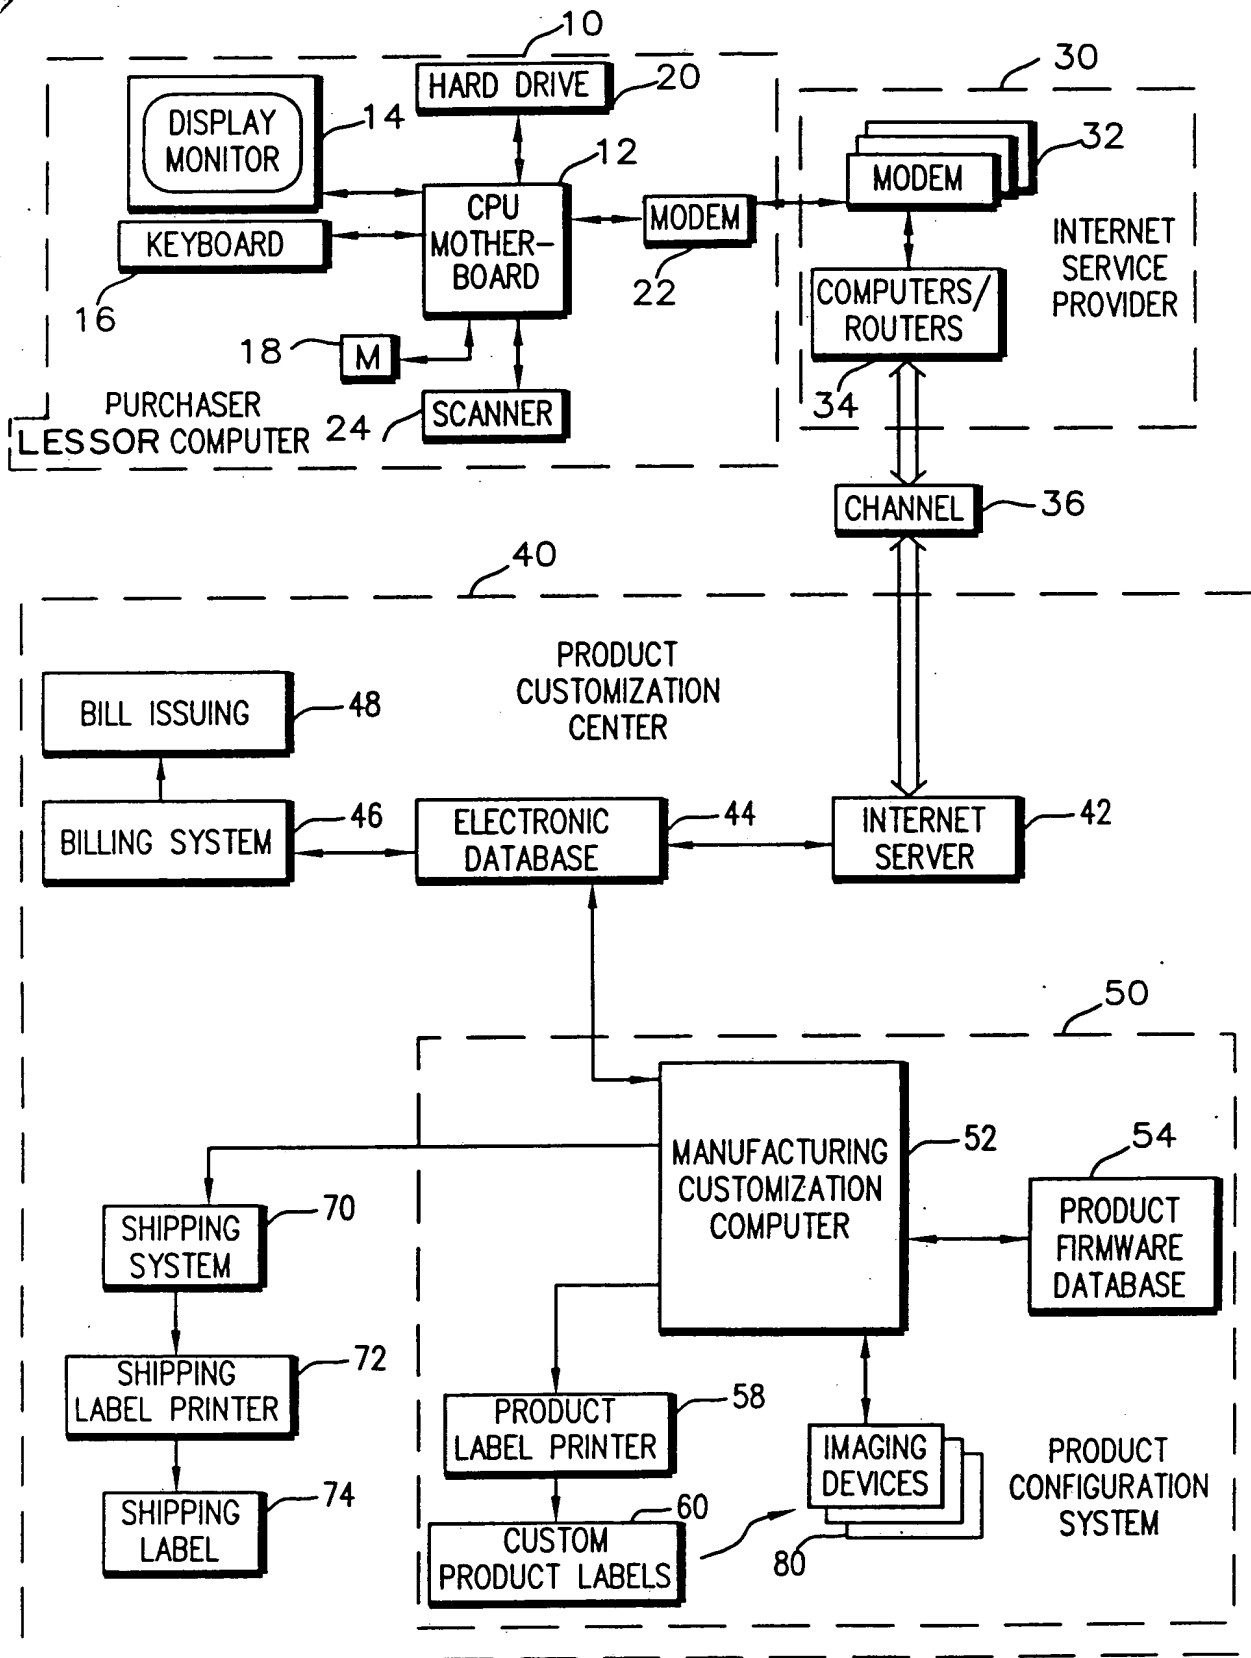 10
HARD DRIVE
20
30
DISPLAY
MONITOR
14
12
32
MODEM
CPU
MOTHER-
BOARD
MODEM
22
KEYBOARD
16
INTERNET
SERVICE
PROVIDER
COMPUTERS/
ROUTERS
34
18
M
24
SCANNER
PURCHASER
LESSOR COMPUTER
CHANNEL
36
40
PRODUCT
CUSTOMIZATION
CENTER
BILL ISSUING
48
BILLING SYSTEM
46
ELECTRONIC
DATABASE
44
INTERNET
SERVER
42
50
MANUFACTURING
CUSTOMIZATION
COMPUTER
52
54
PRODUCT
FIRMWARE
DATABASE
SHIPPING
SYSTEM
70
SHIPPING
LABEL PRINTER
72
PRODUCT
LABEL PRINTER
58
IMAGING
DEVICES
80
PRODUCT
CONFIGURATION
SYSTEM
SHIPPING
LABEL
74
60
CUSTOM
PRODUCT LABELS